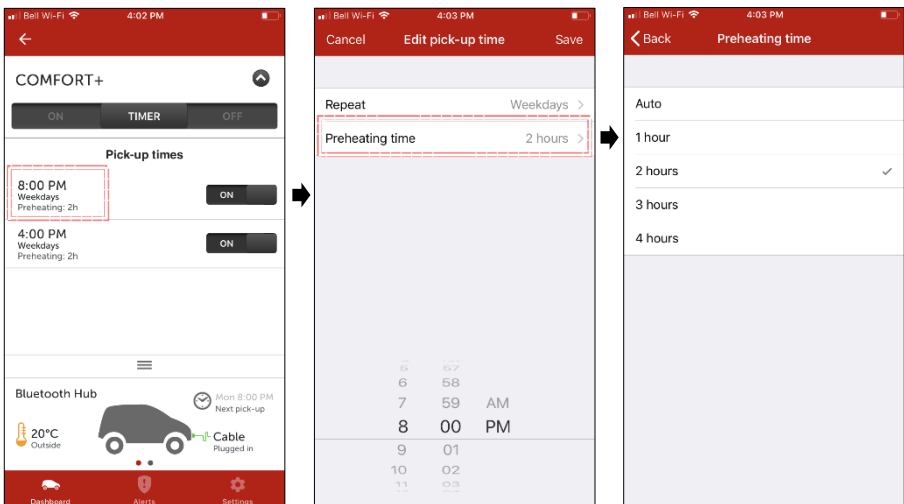 Bell Wi-Fi 4:02 PM
COMFORT+
ON TIMER OFF
Pick-up times
8:00 PM
Weekdays
Preheating: 2h
ON
4:00 PM
Weekdays
Preheating: 2h
ON
Bluetooth Hub
Mon 8:00 PM
Next pick-up
20°C
Outside
Cable
Plugged in
Dashboard Alerts Settings
Bell Wi-Fi 4:03 PM
Cancel Edit pick-up time Save
Repeat Weekdays >
Preheating time 2 hours >
6 58
7 59 AM
8 00 PM
9 01
10 02
11 03
Bell Wi-Fi 4:03 PM
Back Preheating time
Auto
1 hour
2 hours
3 hours
4 hours